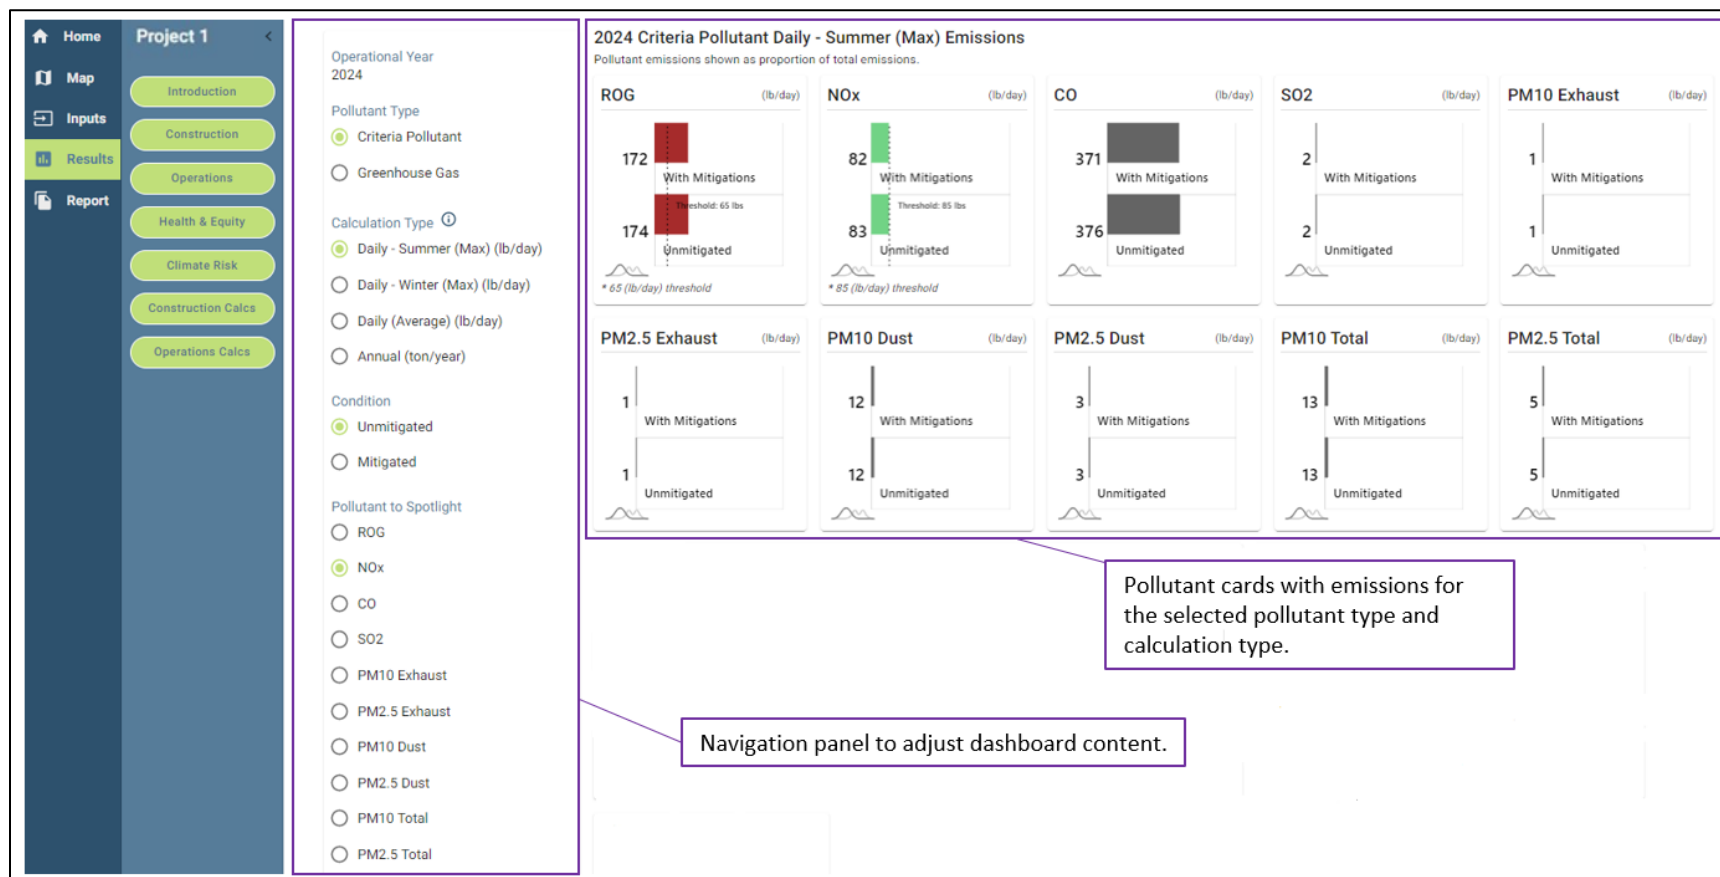 Home
Map
Inputs
Results
Report
Project 1
Introduction
Construction
Operations
Health & Equity
Climate Risk
Construction Calcs
Operations Calcs
Operational Year
2024
Pollutant Type
Criteria Pollutant
Greenhouse Gas
Calculation Type
Daily - Summer (Max) (lb/day)
Daily - Winter (Max) (lb/day)
Daily (Average) (lb/day)
Annual (ton/year)
Condition
Unmitigated
Mitigated
Pollutant to Spotlight
ROG
NOx
CO
SO2
PM10 Exhaust
PM2.5 Exhaust
PM10 Dust
PM2.5 Dust
PM10 Total
PM2.5 Total
2024 Criteria Pollutant Daily - Summer (Max) Emissions
Pollutant emissions shown as proportion of total emissions.
ROG (lb/day)
172
With Mitigations
Threshold: 65 lbs
174
Unmitigated
* 65 (lb/day) threshold
NOx (lb/day)
82
With Mitigations
Threshold: 85 lbs
83
Unmitigated
* 85 (lb/day) threshold
CO (lb/day)
371
With Mitigations
376
Unmitigated
SO2 (lb/day)
2
With Mitigations
2
Unmitigated
PM10 Exhaust (lb/day)
1
With Mitigations
1
Unmitigated
PM2.5 Exhaust (lb/day)
1
With Mitigations
1
Unmitigated
PM10 Dust (lb/day)
12
With Mitigations
12
Unmitigated
PM2.5 Dust (lb/day)
3
With Mitigations
3
Unmitigated
PM10 Total (lb/day)
13
With Mitigations
13
Unmitigated
PM2.5 Total (lb/day)
5
With Mitigations
5
Unmitigated
Pollutant cards with emissions for
the selected pollutant type and
calculation type.
Navigation panel to adjust dashboard content.